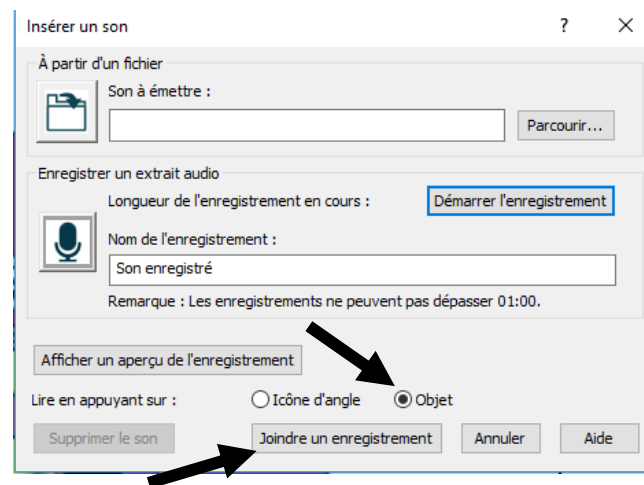 Insérer un son ? X
À partir d'un fichier
Son à émettre :
Parcourir...
Enregistrer un extrait audio
Longueur de l'enregistrement en cours : Démarrer l'enregistrement
Nom de l'enregistrement :
Son enregistré
Remarque : Les enregistrements ne peuvent pas dépasser 01:00.
Afficher un aperçu de l'enregistrement
Lire en appuyant sur : Icône d'angle Objet
Supprimer le son Joindre un enregistrement Annuler Aide